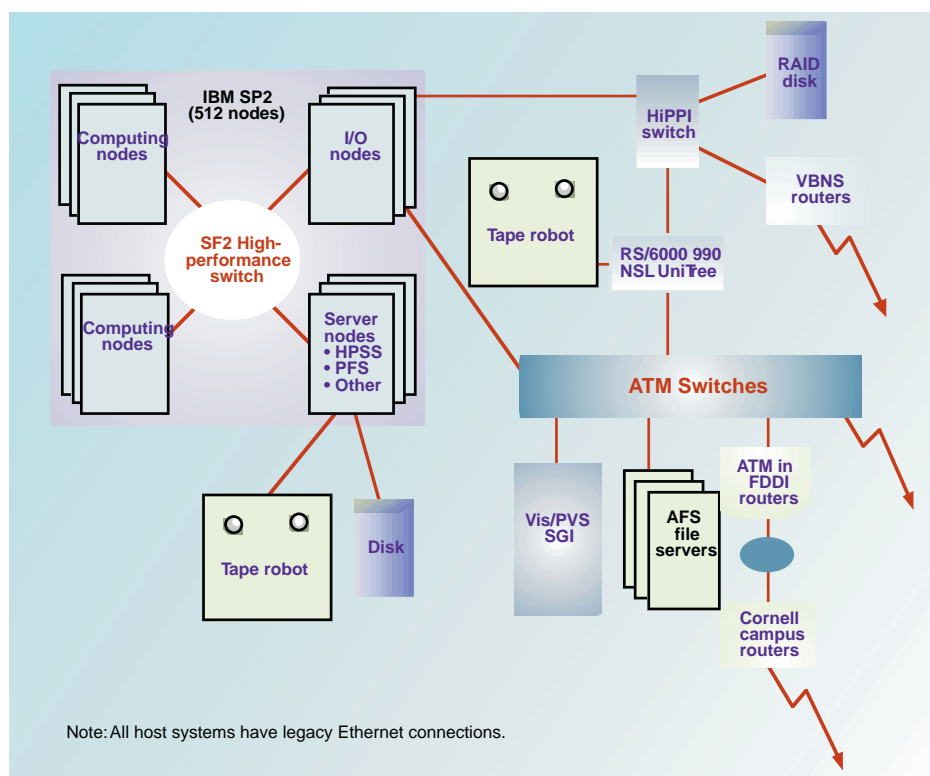 IBM SP2
(512 nodes)
Computing
nodes
I/O
nodes
SF2 High-
performance
switch
Computing
nodes
Server
nodes
• HPSS
• PFS
• Other
Tape robot
Disk
RAID
disk
HiPPI
switch
VBNS
routers
Tape robot
RS/6000 990
NSL UniTree
ATM Switches
Vis/PVS
SGI
AFS
file
servers
ATM in
FDDI
routers
Cornell
campus
routers
Note: All host systems have legacy Ethernet connections.